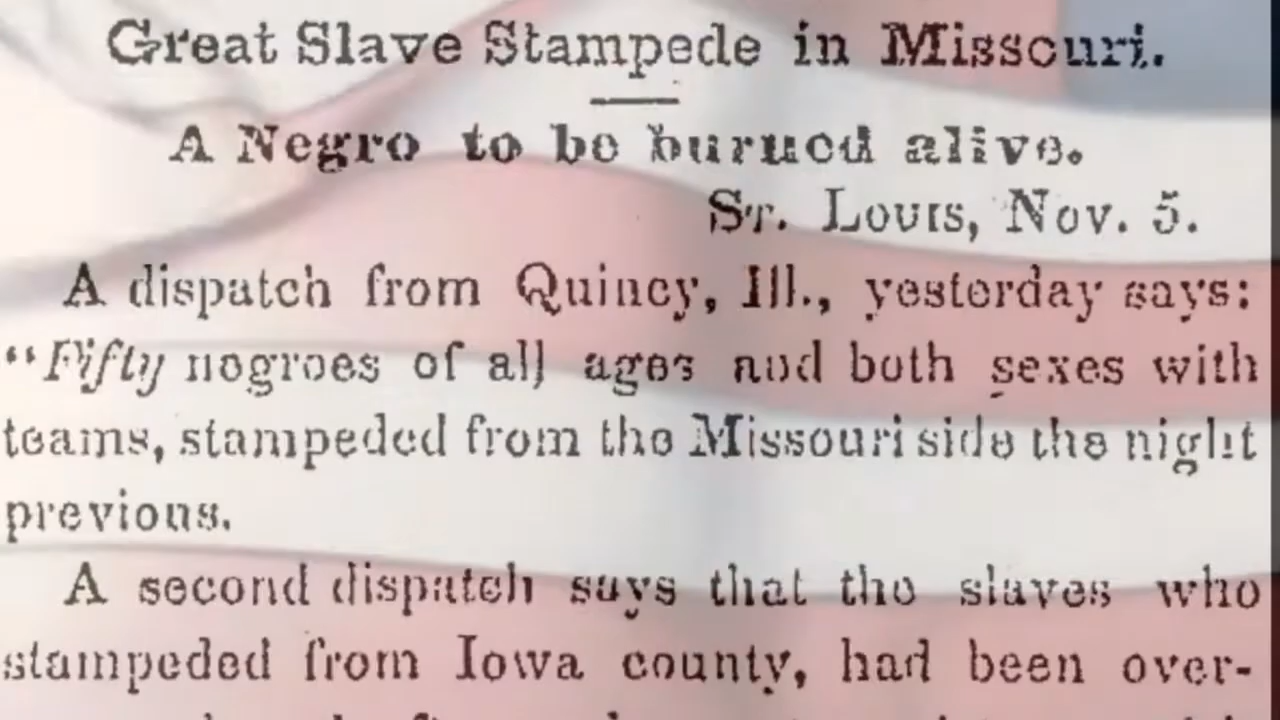 Great Slave Stampede in Missouri.
A Negro to be burned alive.
St. Louis, Nov. 5.
A dispatch from Quincy, Ill., yesterday says:
“Fifty negroes of all ages and both sexes with
teams, stampeded from the Missouri side the night
previous.
A second dispatch says that the slaves who
stampeded from Iowa county, had been over-